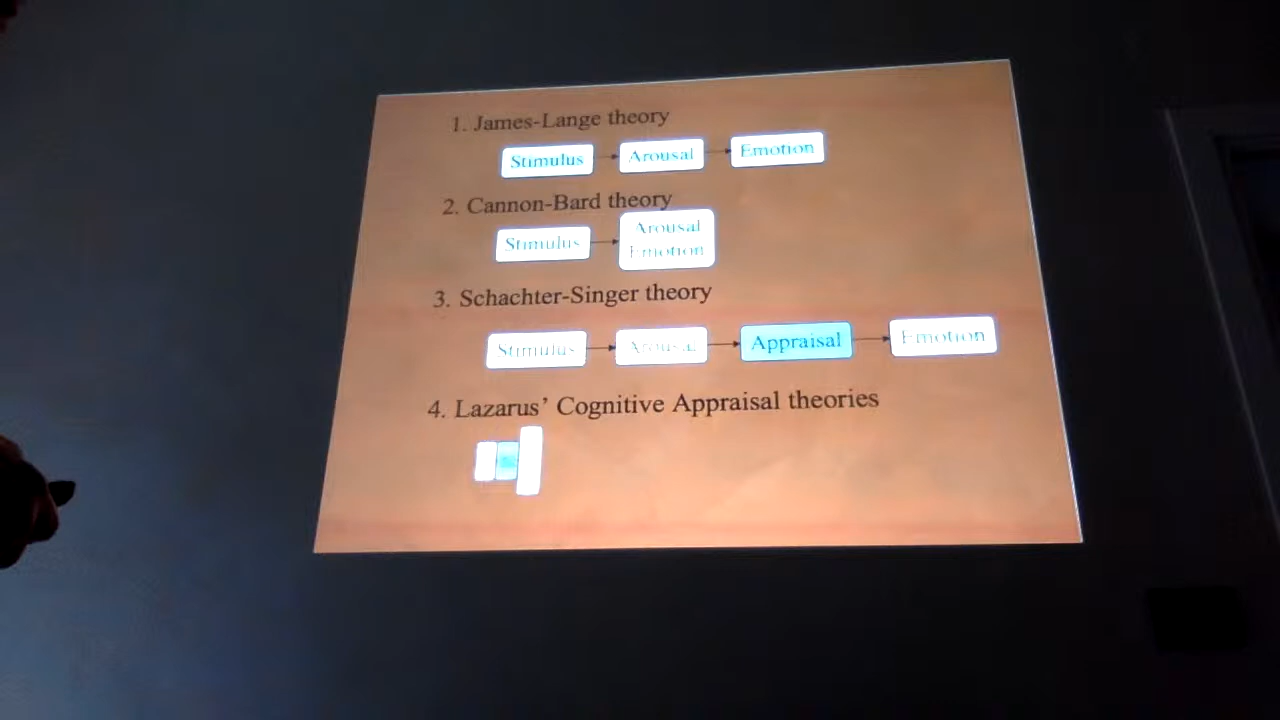 1. James-Lange theory
Stimulus Arousal Emotion
2. Cannon-Bard theory
Stimulus Arousal
Emotion
3. Schachter-Singer theory
Stimulus Arousal Appraisal Emotion
4. Lazarus’ Cognitive Appraisal theories